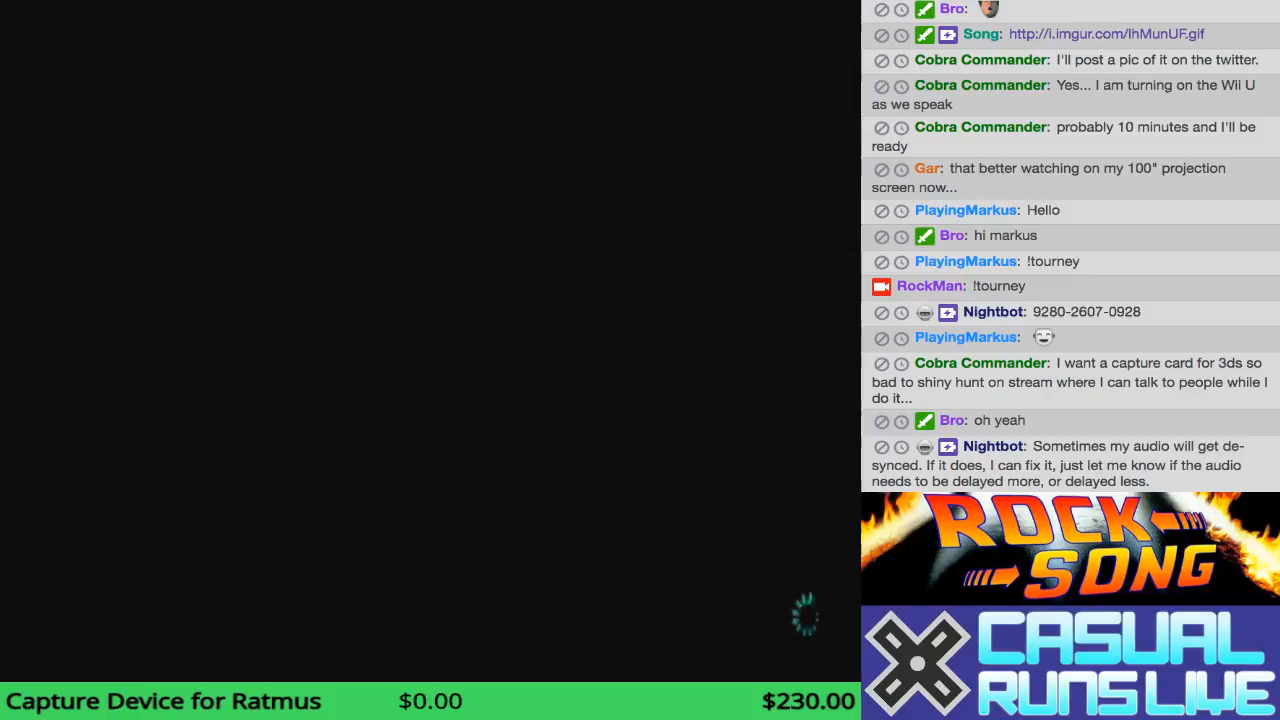 Bro:
Song: http://i.imgur.com/IhMunUF.gif
Cobra Commander: I'll post a pic of it on the twitter.
Cobra Commander: Yes... I am turning on the Wii U
as we speak
Cobra Commander: probably 10 minutes and I'll be
ready
Gar: that better watching on my 100" projection
screen now...
PlayingMarkus: Hello
Bro: hi markus
PlayingMarkus: !tourney
RockMan: !tourney
Nightbot: 9280-2607-0928
PlayingMarkus:
Cobra Commander: I want a capture card for 3ds so
bad to shiny hunt on stream where I can talk to people while I
do it...
Bro: oh yeah
Nightbot: Sometimes my audio will get de-
synced. If it does, I can fix it, just let me know if the audio
needs to be delayed more, or delayed less.
ROCK
SONG
CASUAL
RUNS LIVE
Capture Device for Ratmus $0.00 $230.00